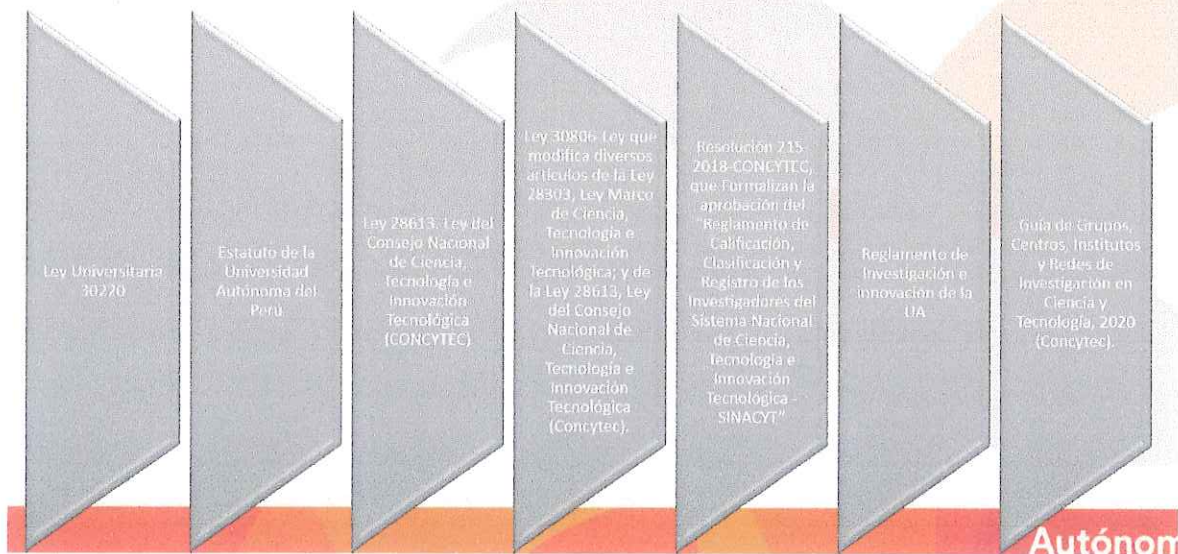 Ley Universitaria
30220
Estatuto de la
Universidad
Autónoma del
Perú
Ley 28613. Ley del
Consejo Nacional
de Ciencia,
Tecnología e
Innovación
Tecnológica
(CONCYTEC)
Ley 30806 Ley que
modifica diversos
artículos de la Ley
28303, Ley Marco
de Ciencia,
Tecnología e
Innovación
Tecnológica; y de
la Ley 28613, Ley
del Consejo
Nacional de
Ciencia,
Tecnología e
Innovación
Tecnológica
(Concytec).
Resolución 215-
2018-CONCYTEC,
que Formalizan la
aprobación del
"Reglamento de
Calificación,
Clasificación y
Registro de los
Investigadores del
Sistema Nacional
de Ciencia,
Tecnología e
Innovación
Tecnológica -
SINACYT"
Reglamento de
Investigación e
innovación de la
UA
Guía de Grupos,
Centros, Institutos
y Redes de
Investigación en
Ciencia y
Tecnología, 2020
(Concytec).
Autónom